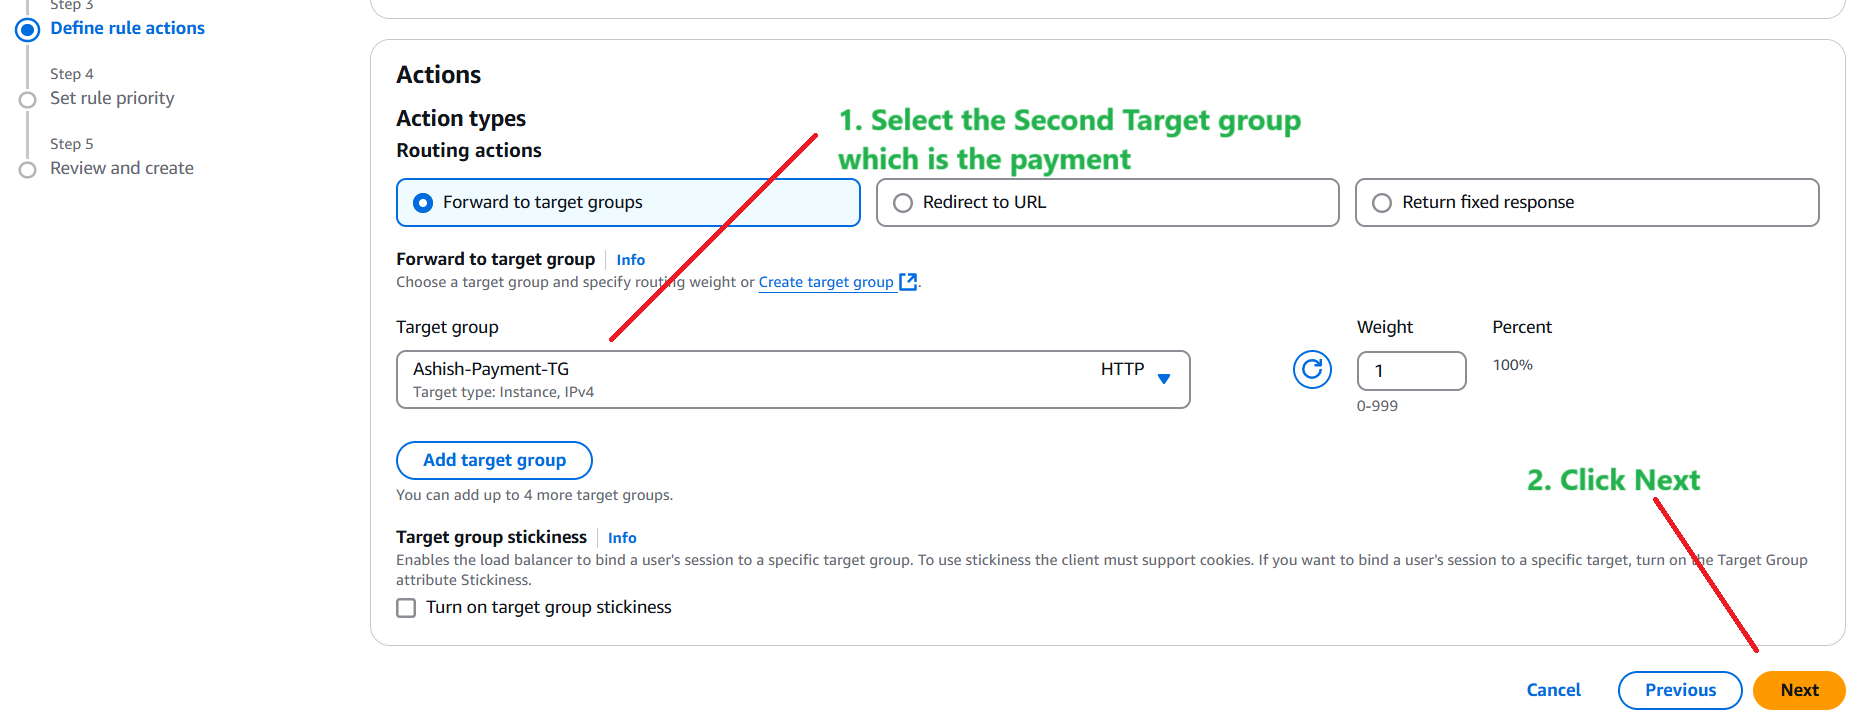 Step 3
Define rule actions
Step 4
Set rule priority
Step 5
Review and create
Actions
Action types
Routing actions
1. Select the Second Target group
which is the payment
Forward to target groups
Redirect to URL
Return fixed response
Forward to target group Info
Choose a target group and specify routing weight or Create target group.
Target group
Weight
Percent
Ashish-Payment-TG
HTTP
Target type: Instance, IPv4
1
100%
0-999
Add target group
You can add up to 4 more target groups.
2. Click Next
Target group stickiness Info
Enables the load balancer to bind a user's session to a specific target group. To use stickiness the client must support cookies. If you want to bind a user's session to a specific target, turn on the Target Group
attribute Stickiness.
Turn on target group stickiness
Cancel
Previous
Next